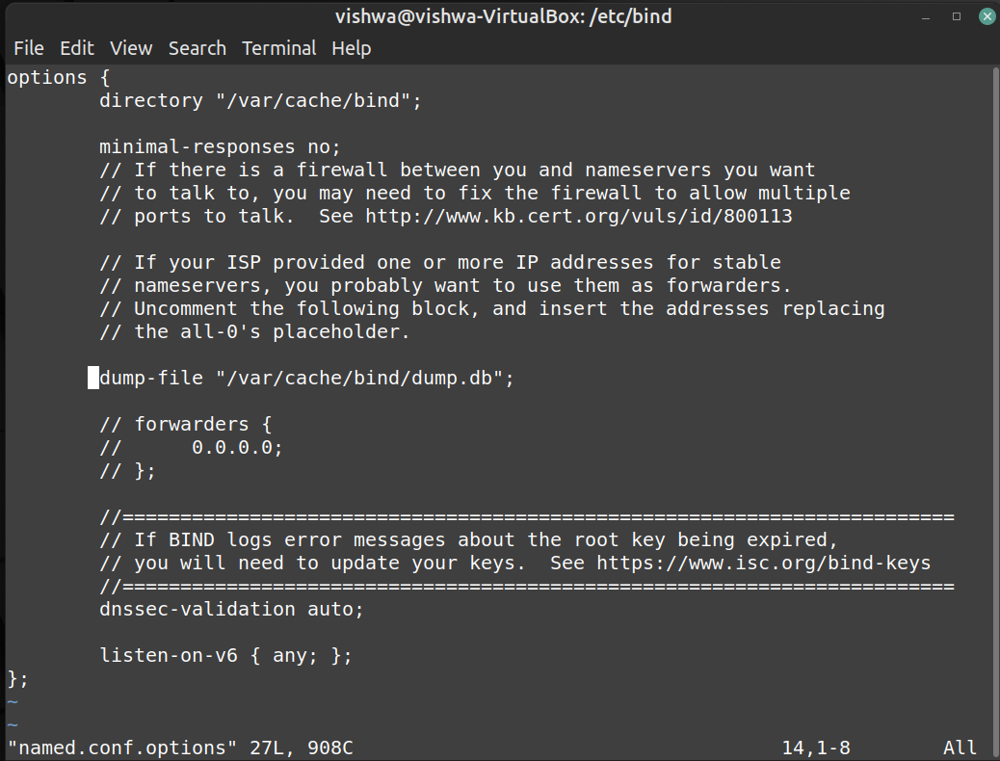 vishwa@vishwa-VirtualBox: /etc/bind
File Edit View Search Terminal Help
options {
        directory "/var/cache/bind";

        minimal-responses no;
        // If there is a firewall between you and nameservers you want
        // to talk to, you may need to fix the firewall to allow multiple
        // ports to talk.  See http://www.kb.cert.org/vuls/id/800113

        // If your ISP provided one or more IP addresses for stable
        // nameservers, you probably want to use them as forwarders.
        // Uncomment the following block, and insert the addresses replacing
        // the all-0's placeholder.

        dump-file "/var/cache/bind/dump.db";

        // forwarders {
        //      0.0.0.0;
        // };

        //========================================================================
        // If BIND logs error messages about the root key being expired,
        // you will need to update your keys.  See https://www.isc.org/bind-keys
        //========================================================================
        dnssec-validation auto;

        listen-on-v6 { any; };
};
~
~
"named.conf.options" 27L, 908C                                     14,1-8        All